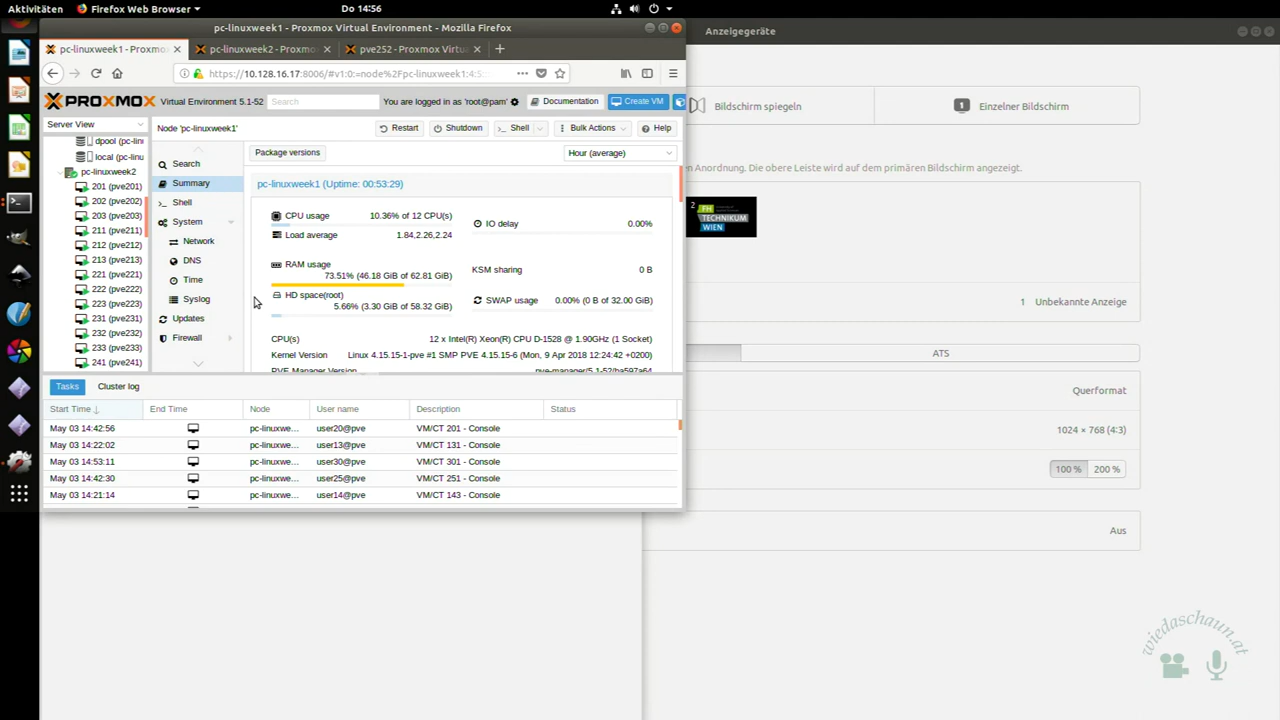 Aktivitäten
Firefox Web Browser
Do 14:56
pc-linuxweek1 - Proxmox Virtual Environment - Mozilla Firefox
Anzeigegeräte
pc-linuxweek1 - Proxmo
pc-linuxweek2 - Proxmo
pve252 - Proxmox Virtu
https://10.128.16.17:8006/#v1:0:=node%2Fpc-linuxweek1:4:5:
PROXMOX
Virtual Environment 5.1-52
Search
You are logged in as 'root@pam'
Documentation
Create VM
Bildschirm spiegeln
1
Einzelner Bildschirm
Server View
Node 'pc-linuxweek1'
Restart
Shutdown
Shell
Bulk Actions
Help
dpool (pc-lin
local (pc-linu
pc-linuxweek2
201 (pve201)
202 (pve202)
203 (pve203)
211 (pve211)
212 (pve212)
213 (pve213)
221 (pve221)
222 (pve222)
223 (pve223)
231 (pve231)
232 (pve232)
233 (pve233)
241 (pve241)
Search
Summary
Shell
System
Network
DNS
Time
Syslog
Updates
Firewall
Package versions
Hour (average)
pc-linuxweek1 (Uptime: 00:53:29)
CPU usage
10.36% of 12 CPU(s)
IO delay
0.00%
Load average
1.84,2.26,2.24
RAM usage
73.51% (46.18 GiB of 62.81 GiB)
KSM sharing
0 B
HD space(root)
5.66% (3.30 GiB of 58.32 GiB)
SWAP usage
0.00% (0 B of 32.00 GiB)
CPU(s)
12 x Intel(R) Xeon(R) CPU D-1528 @ 1.90GHz (1 Socket)
Kernel Version
Linux 4.15.15-1-pve #1 SMP PVE 4.15.15-6 (Mon, 9 Apr 2018 12:24:42 +0200)
PVE Manager Version
pve-manager/5.1-52/ba597a64
en Anordnung. Die obere Leiste wird auf dem primären Bildschirm angezeigt.
2
FH
TECHNIKUM
WIEN
1 Unbekannte Anzeige
ATS
Querformat
1024 × 768 (4:3)
100 %
200 %
Aus
Tasks
Cluster log
Start Time
End Time
Node
User name
Description
Status
May 03 14:42:56
pc-linuxwe...
user20@pve
VM/CT 201 - Console
May 03 14:22:02
pc-linuxwe...
user13@pve
VM/CT 131 - Console
May 03 14:53:11
pc-linuxwe...
user30@pve
VM/CT 301 - Console
May 03 14:42:30
pc-linuxwe...
user25@pve
VM/CT 251 - Console
May 03 14:21:14
pc-linuxwe...
user14@pve
VM/CT 143 - Console
wiedaschaun.at